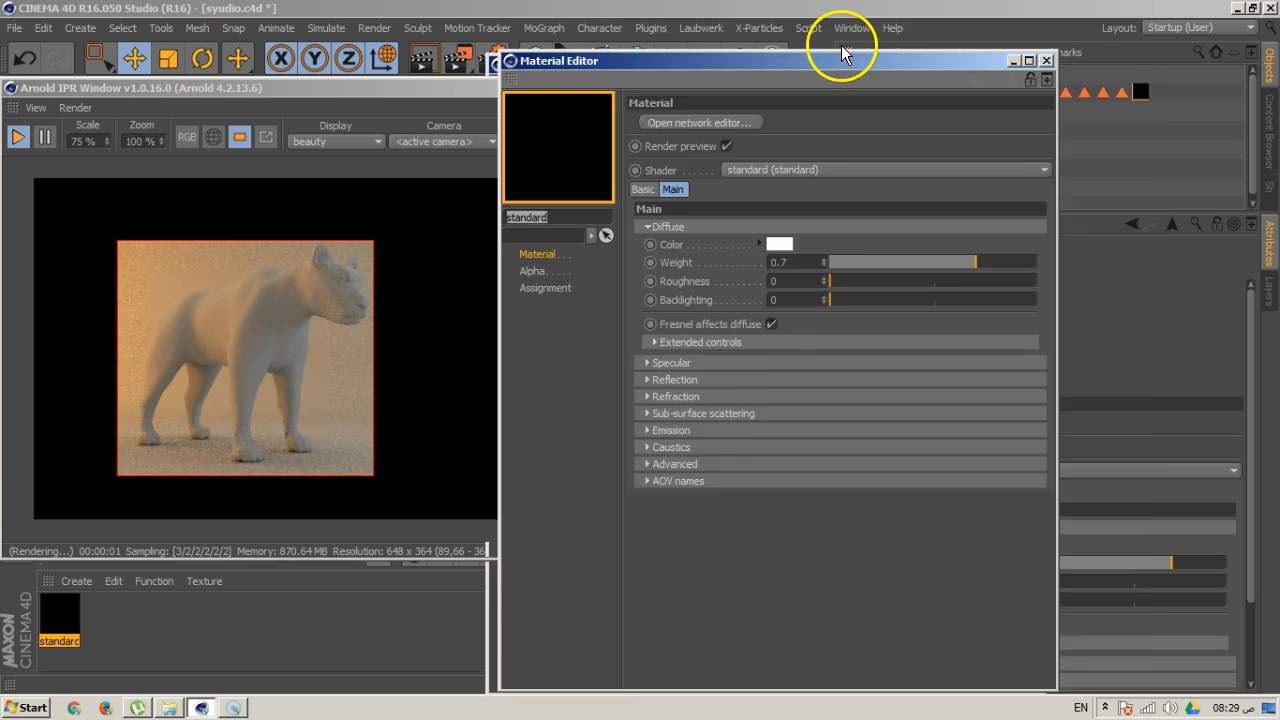 CINEMA 4D R16.050 Studio (R16) - [syudio.c4d *]
File Edit Create Select Tools Mesh Snap Animate Simulate Render Sculpt Motion Tracker MoGraph Character Plugins Laubwerk X-Particles Script Window Help Layout: Startup (User)
X Y Z
Material Editor
Arnold IPR Window v1.0.16.0 (Arnold 4.2.13.6)
View Render
Scale Zoom Display Camera
75 % 100 % RGB beauty <active camera>
Material
Open network editor...
Render preview
Shader standard (standard)
Basic Main
Main
standard
Diffuse
Color
Material
Weight 0.7
Alpha
Roughness 0
Assignment
Backlighting 0
Fresnel affects diffuse
Extended controls
Specular
Reflection
Refraction
Sub-surface scattering
Emission
Caustics
Advanced
AOV names
(Rendering...) 00:00:01 Sampling: [3/2/2/2/2] Memory: 870.64 MB Resolution: 648 x 364 (89,66 - 36
Create Edit Function Texture
standarc
MAXON
CINEMA 4D
Objects
Content Browser
Attributes
Layers
Start
EN
08:29 ص